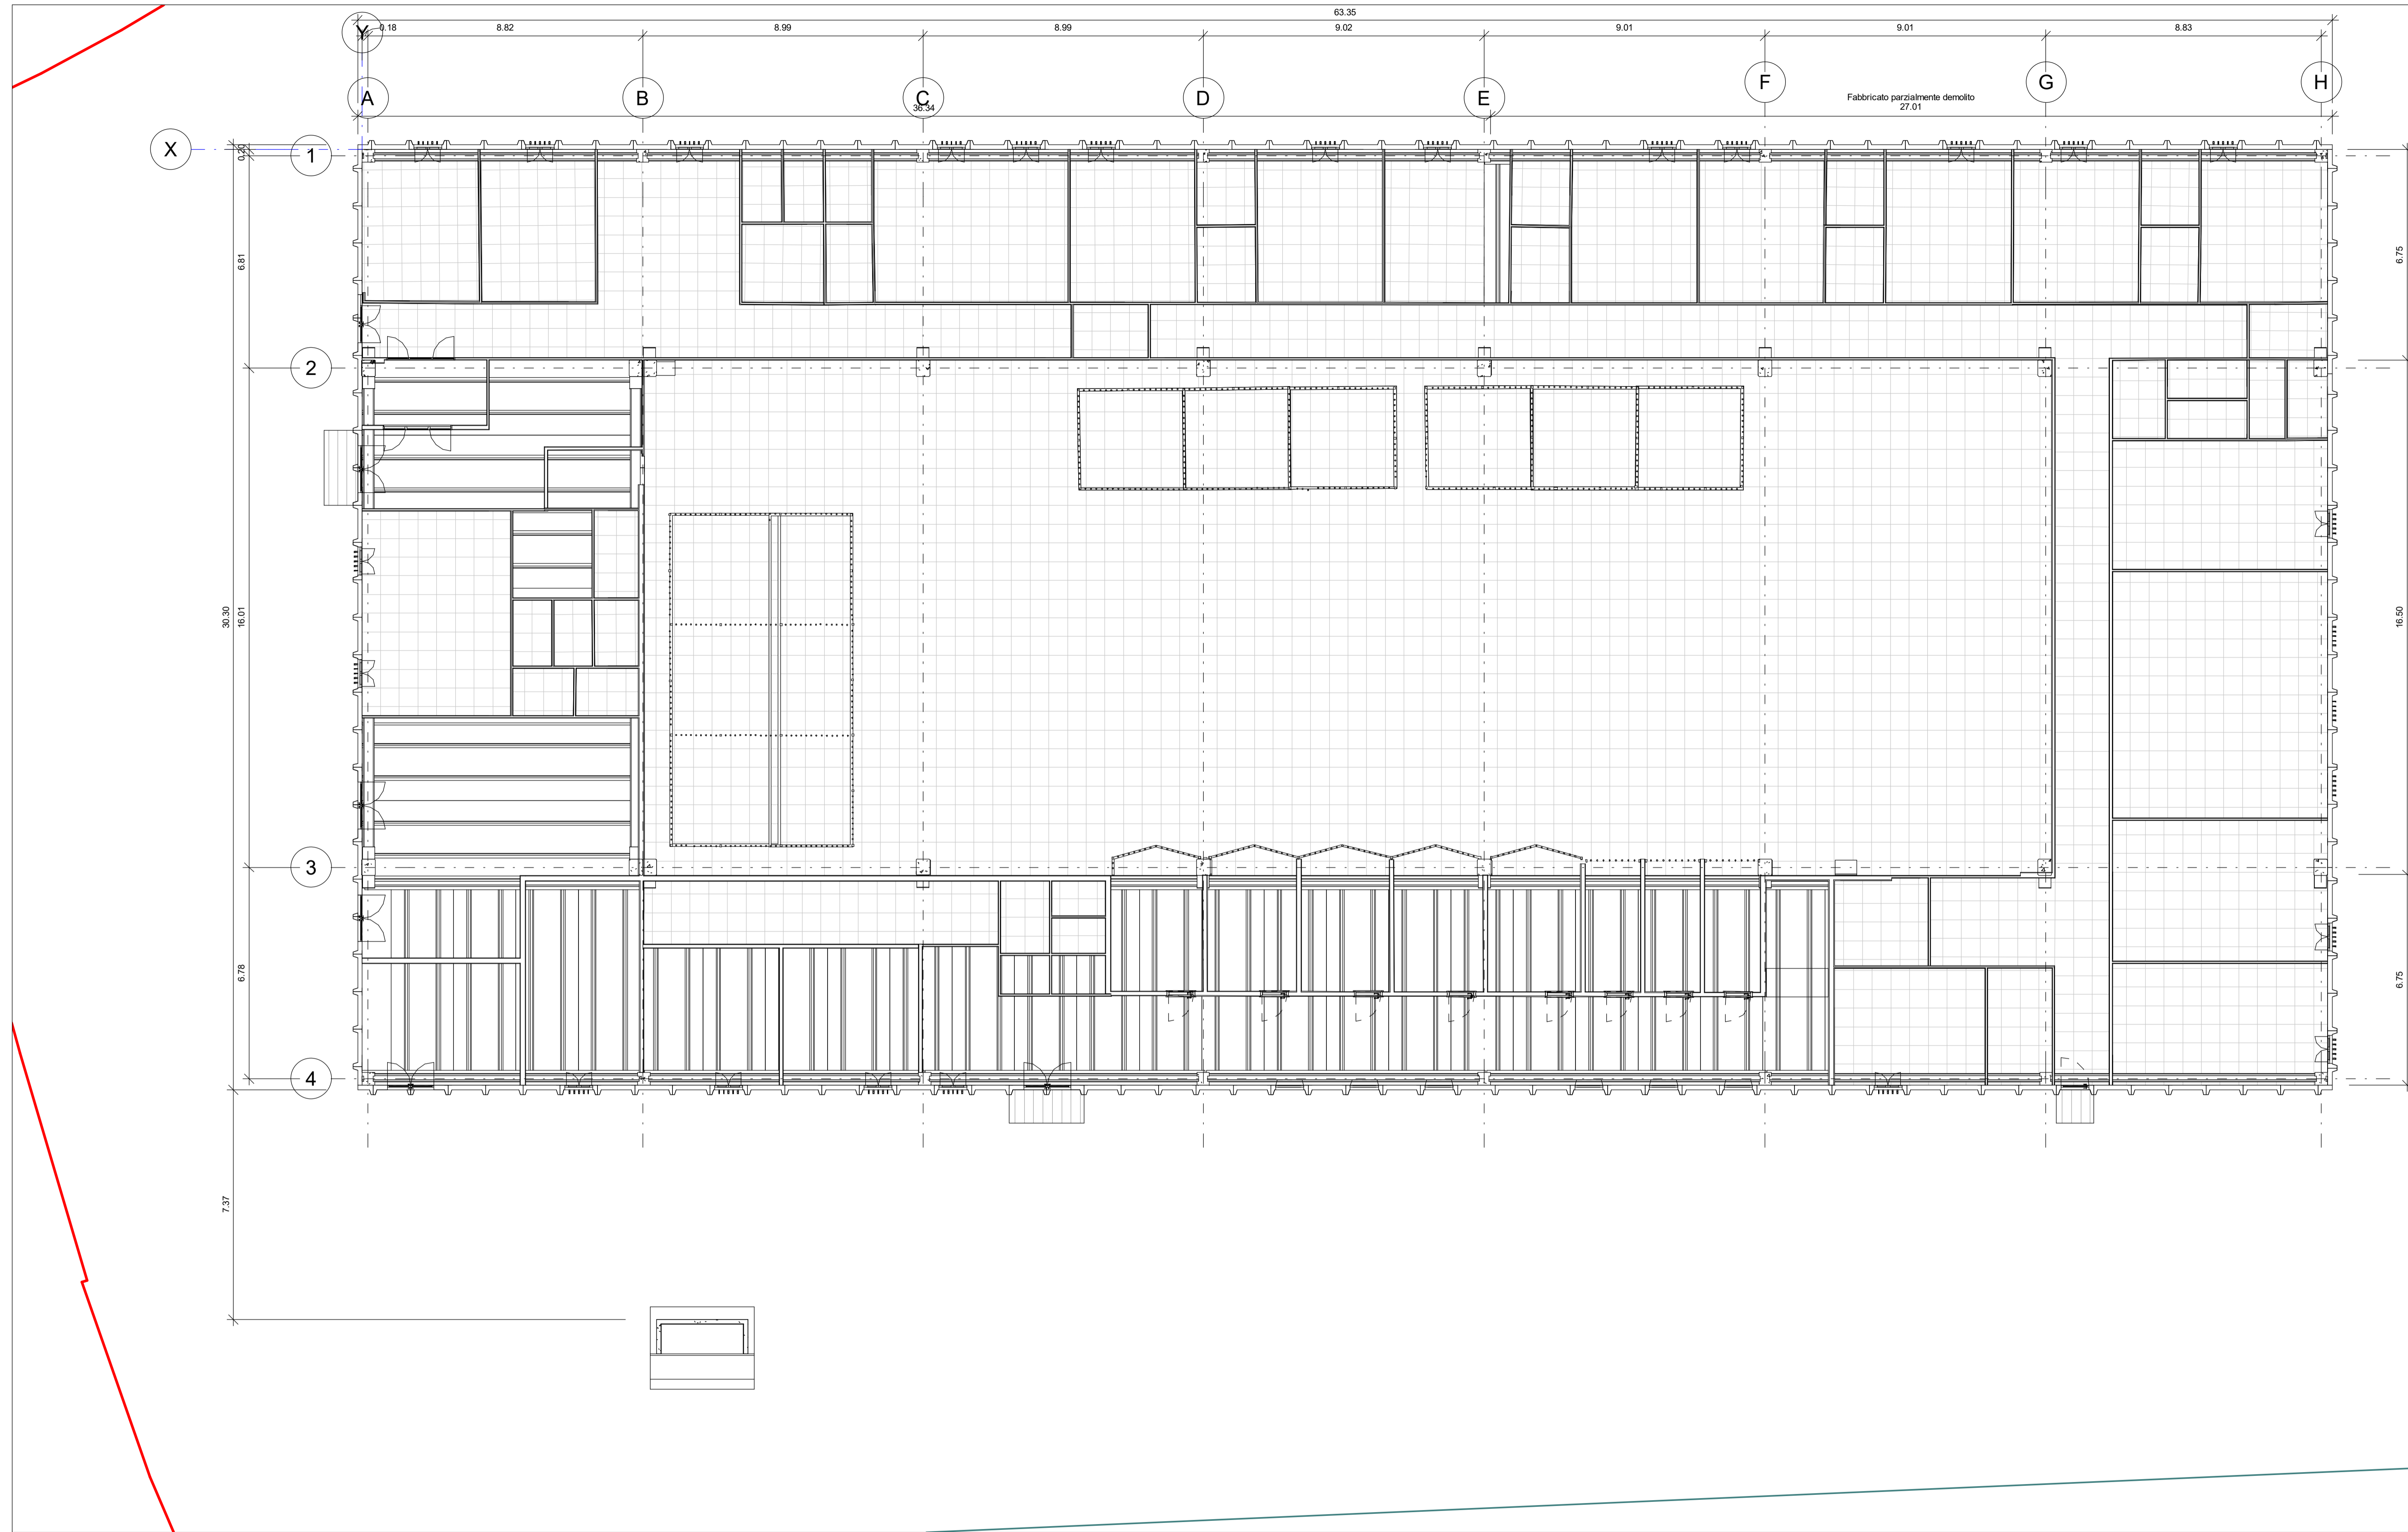 63.35
0.18
8.82
8.99
8.99
9.02
9.01
9.01
8.83
Y
A
B
C
D
E
F
G
H
36.34
Fabbricato parzialmente demolito
27.01
X
1
0.20
6.81
6.75
2
30.30
16.01
16.50
3
6.78
6.75
4
7.37